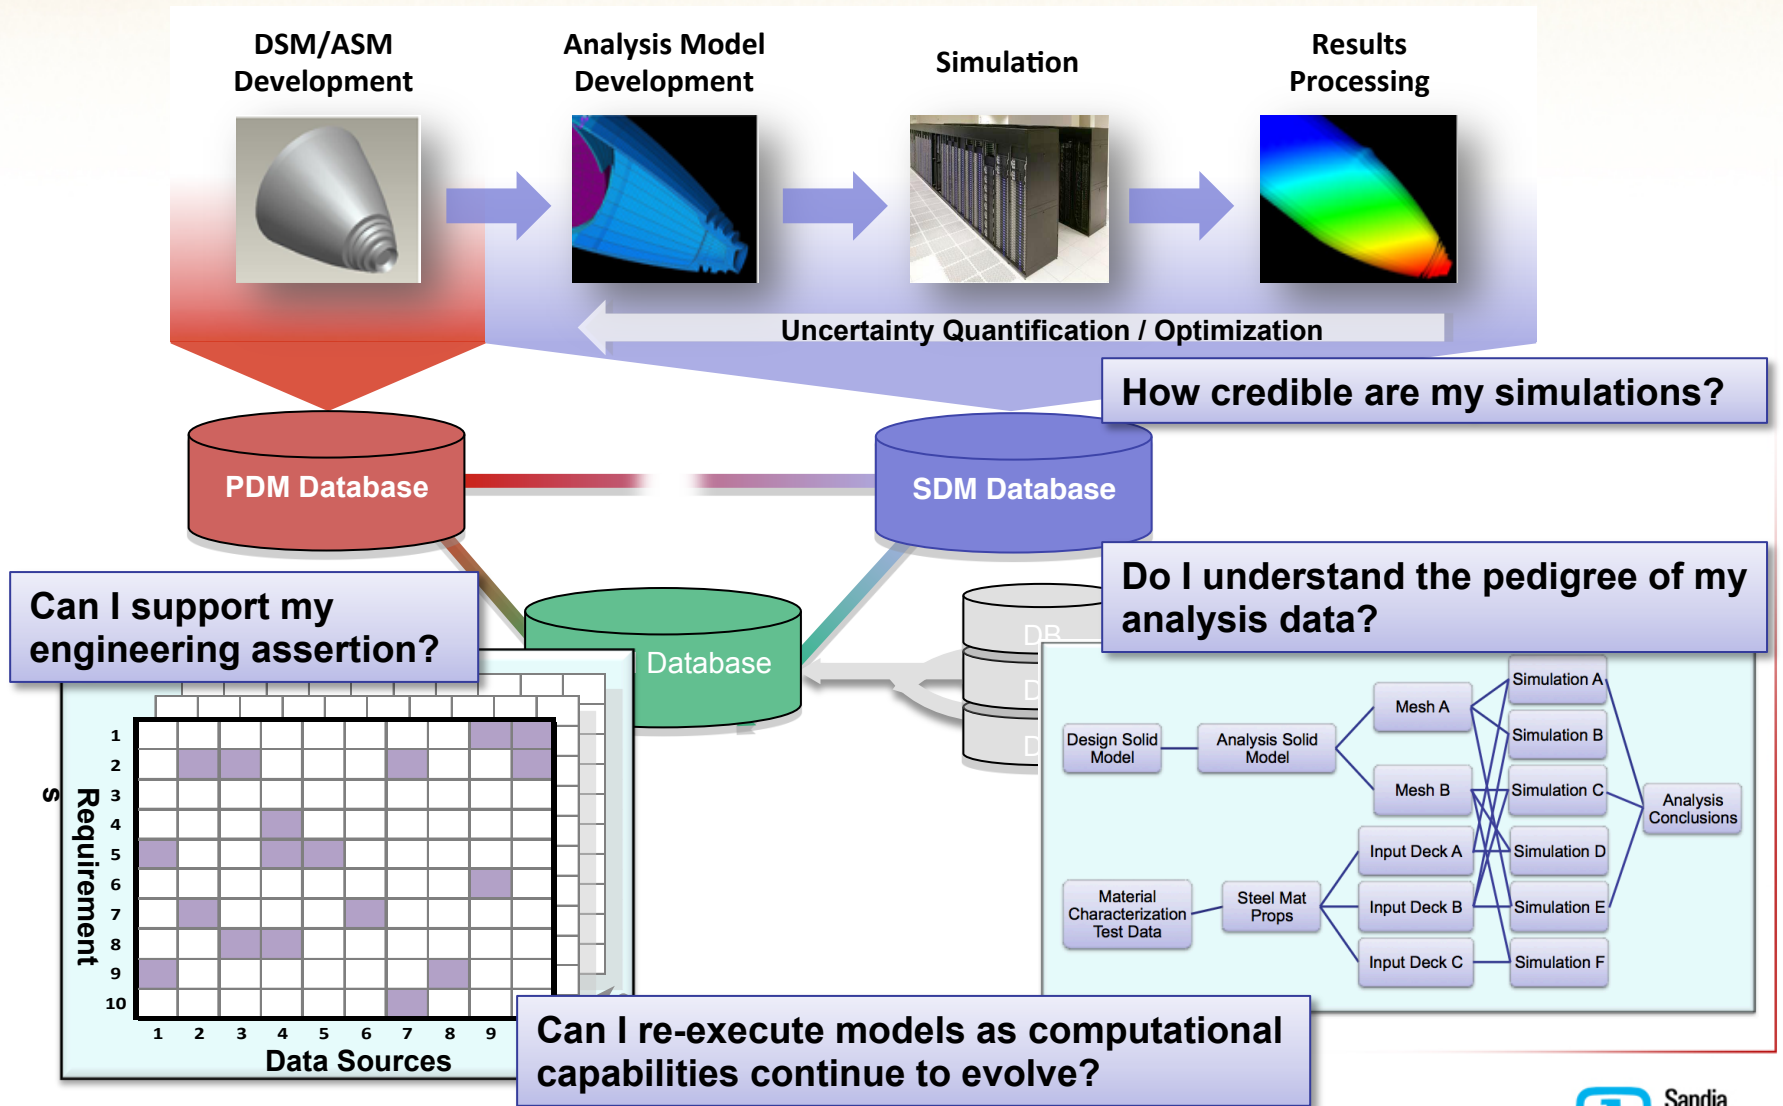 DSM/ASM
Development
Analysis Model
Development
Simulation
Results
Processing
Uncertainty Quantification / Optimization
How credible are my simulations?
PDM Database
SDM Database
Do I understand the pedigree of my
analysis data?
Can I support my
engineering assertion?
Database
DB
Requirement
s
1
2
3
4
5
6
7
8
9
10
1 2 3 4 5 6 7 8 9
Data Sources
Design Solid
Model
Analysis Solid
Model
Mesh A
Mesh B
Material
Characterization
Test Data
Steel Mat
Props
Input Deck A
Input Deck B
Input Deck C
Simulation A
Simulation B
Simulation C
Simulation D
Simulation E
Simulation F
Analysis
Conclusions
Can I re-execute models as computational
capabilities continue to evolve?
Sandia